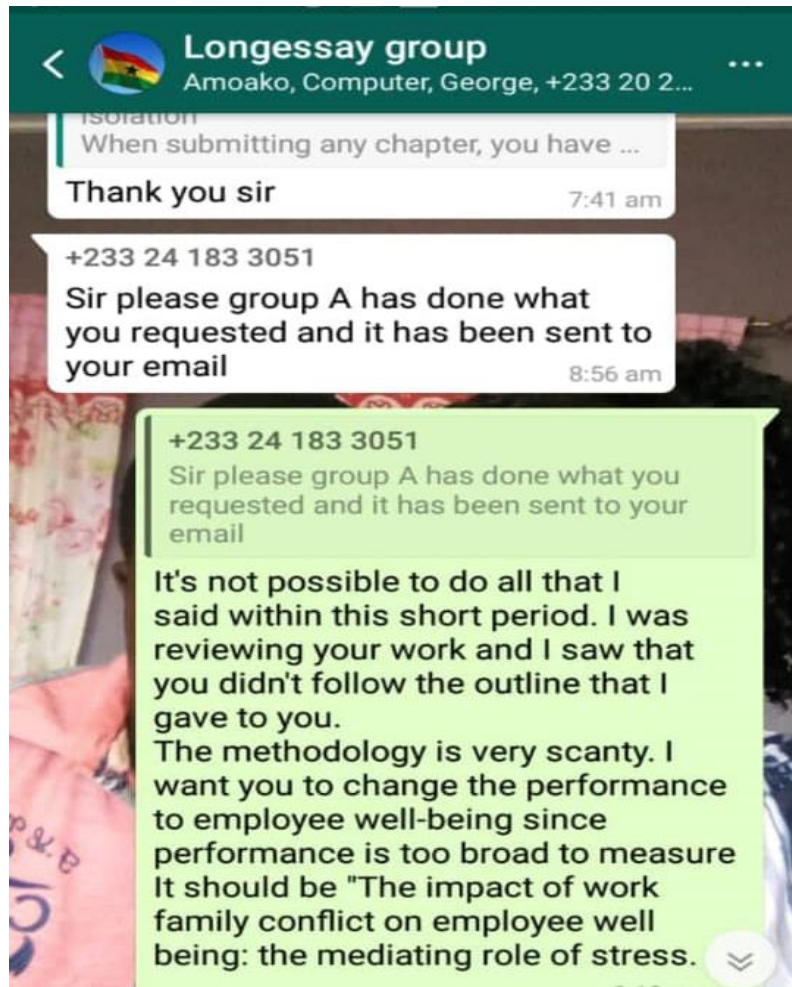 Longessay group
Amoako, Computer, George, +233 20 2...
Isolation
When submitting any chapter, you have ...
Thank you sir
7:41 am
+233 24 183 3051
Sir please group A has done what
you requested and it has been sent to
your email
8:56 am
+233 24 183 3051
Sir please group A has done what you
requested and it has been sent to your
email
It's not possible to do all that I
said within this short period. I was
reviewing your work and I saw that
you didn't follow the outline that I
gave to you.
The methodology is very scanty. I
want you to change the performance
to employee well-being since
performance is too broad to measure
It should be "The impact of work
family conflict on employee well
being: the mediating role of stress.